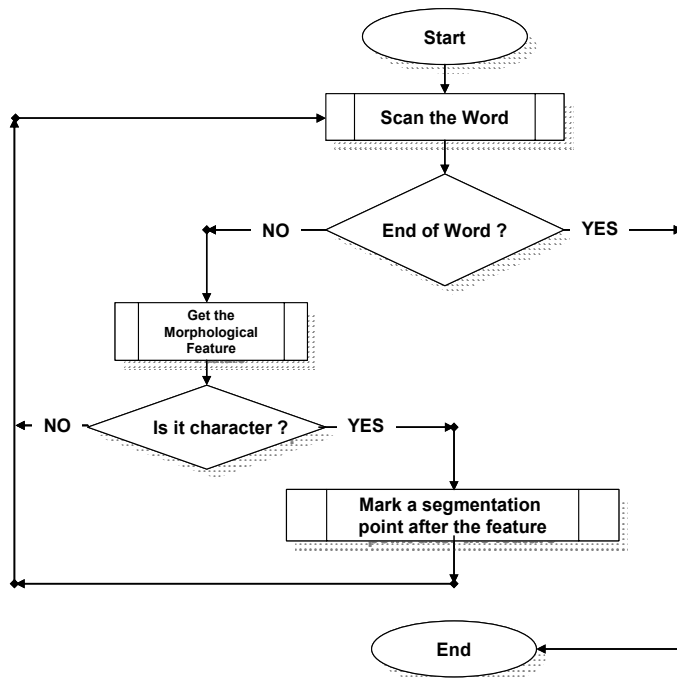 Start
Scan the Word
End of Word ?
NO
YES
Get the
Morphological
Feature
Is it character ?
NO
YES
Mark a segmentation
point after the feature
End